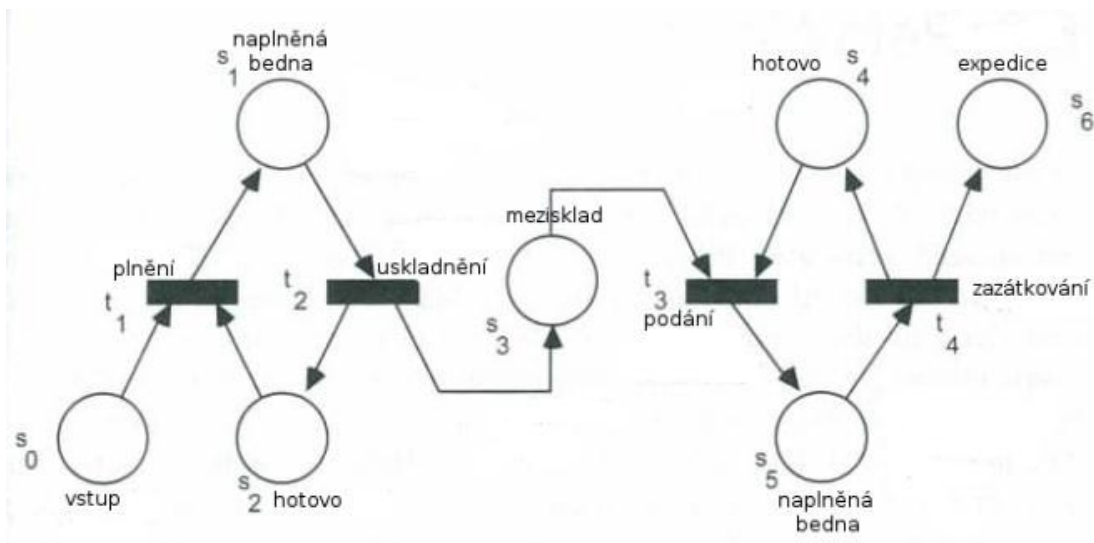 naplněná
bedna
s1
hotovo
s4
expedice
s6
mezisklad
plnění
t1
uskladnění
t2
s3
t3
podání
zazátkování
t4
s0
vstup
s2
hotovo
s5
naplněná
bedna